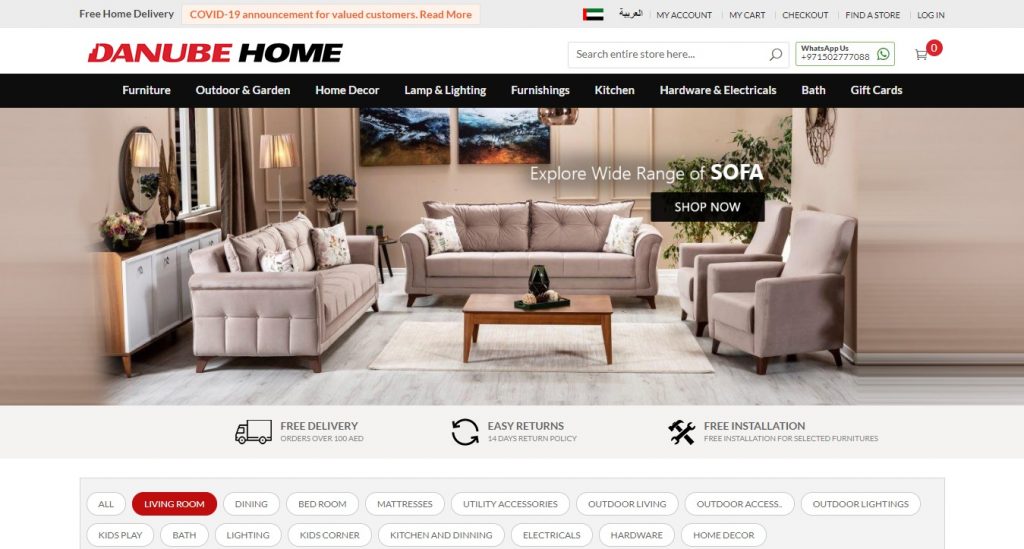 Free Home Delivery COVID-19 announcement for valued customers. Read More العربية MY ACCOUNT MY CART CHECKOUT FIND A STORE LOG IN
DANUBE HOME
Search entire store here...
WhatsApp Us
+971502777088
0
Furniture Outdoor & Garden Home Decor Lamp & Lighting Furnishings Kitchen Hardware & Electricals Bath Gift Cards
Explore Wide Range of SOFA
SHOP NOW
FREE DELIVERY
ORDERS OVER 100 AED
EASY RETURNS
14 DAYS RETURN POLICY
FREE INSTALLATION
FREE INSTALLATION FOR SELECTED FURNITURES
ALL LIVING ROOM DINING BED ROOM MATTRESSES UTILITY ACCESSORIES OUTDOOR LIVING OUTDOOR ACCESS.. OUTDOOR LIGHTINGS
KIDS PLAY BATH LIGHTING KIDS CORNER KITCHEN AND DINNING ELECTRICALS HARDWARE HOME DECOR